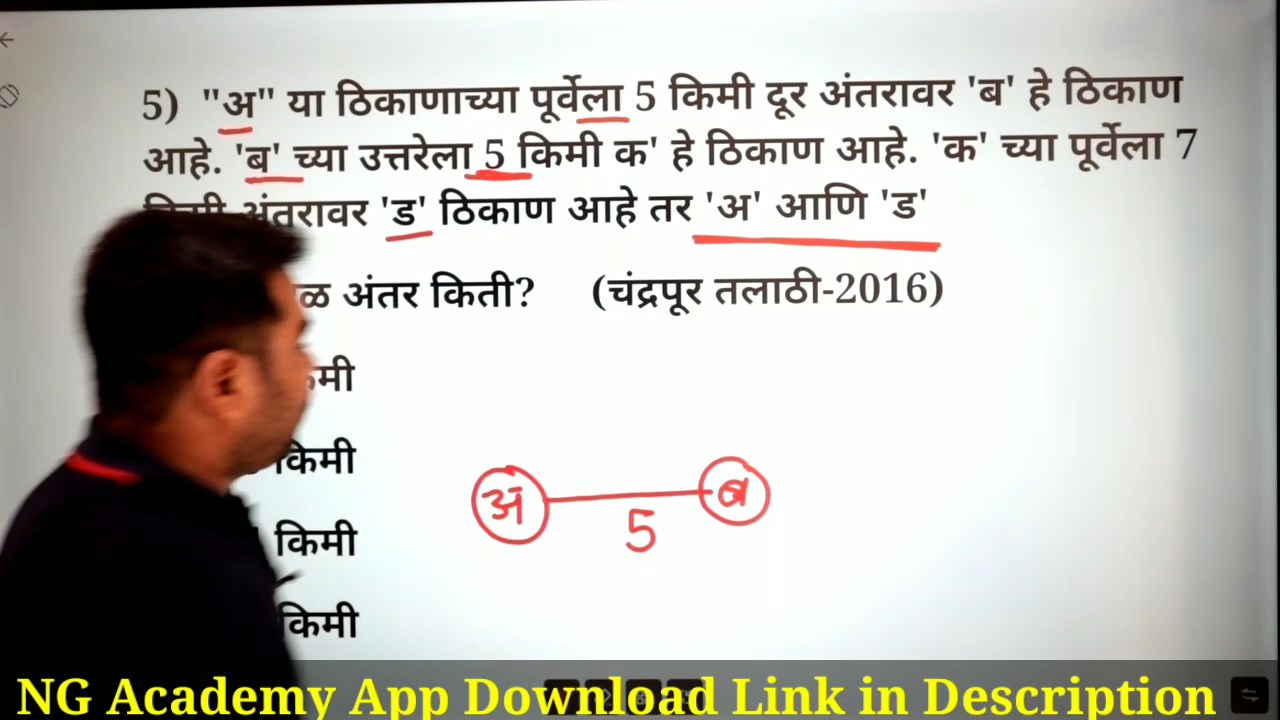 5) "अ" या ठिकाणाच्या पूर्वेला 5 किमी दूर अंतरावर 'ब' हे ठिकाण
आहे. 'ब' च्या उत्तरेला 5 किमी क' हे ठिकाण आहे. 'क' च्या पूर्वेला 7
अंतरावर 'ड' ठिकाण आहे तर 'अ' आणि 'ड'
अंतर किती? (चंद्रपूर तलाठी-2016)
किमी
किमी
किमी
अ ब
5
NG Academy App Download Link in Description